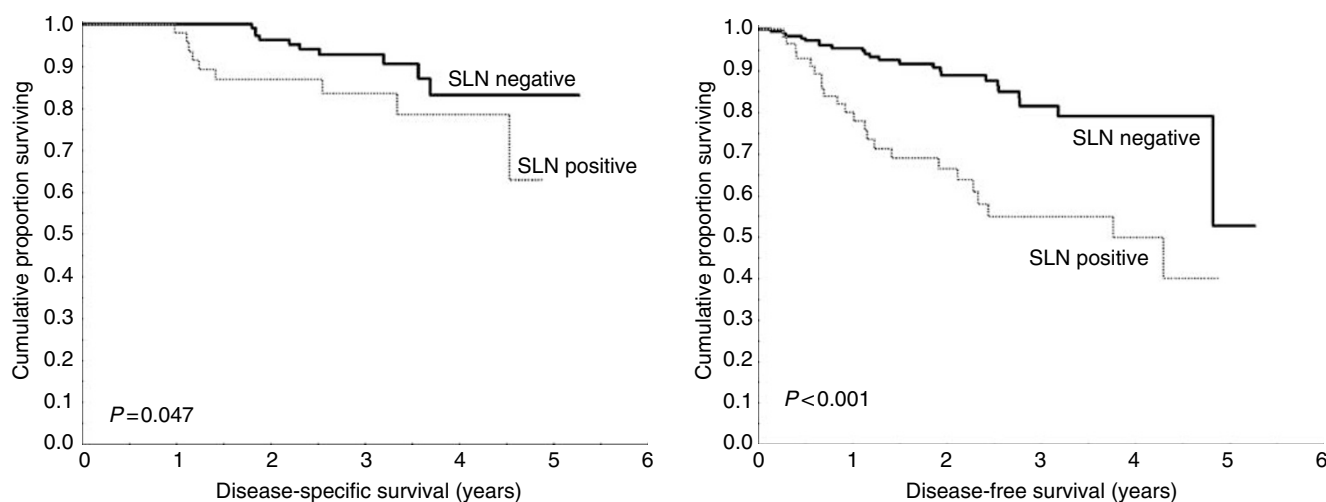 Cumulative proportion surviving
1.0
0.9
0.8
0.7
0.6
0.5
0.4
0.3
0.2
0.1
0.0
SLN negative
SLN positive
P=0.047
0 1 2 3 4 5 6
Disease-specific survival (years)
Cumulative proportion surviving
1.0
0.9
0.8
0.7
0.6
0.5
0.4
0.3
0.2
0.1
0.0
SLN negative
SLN positive
P<0.001
0 1 2 3 4 5 6
Disease-free survival (years)